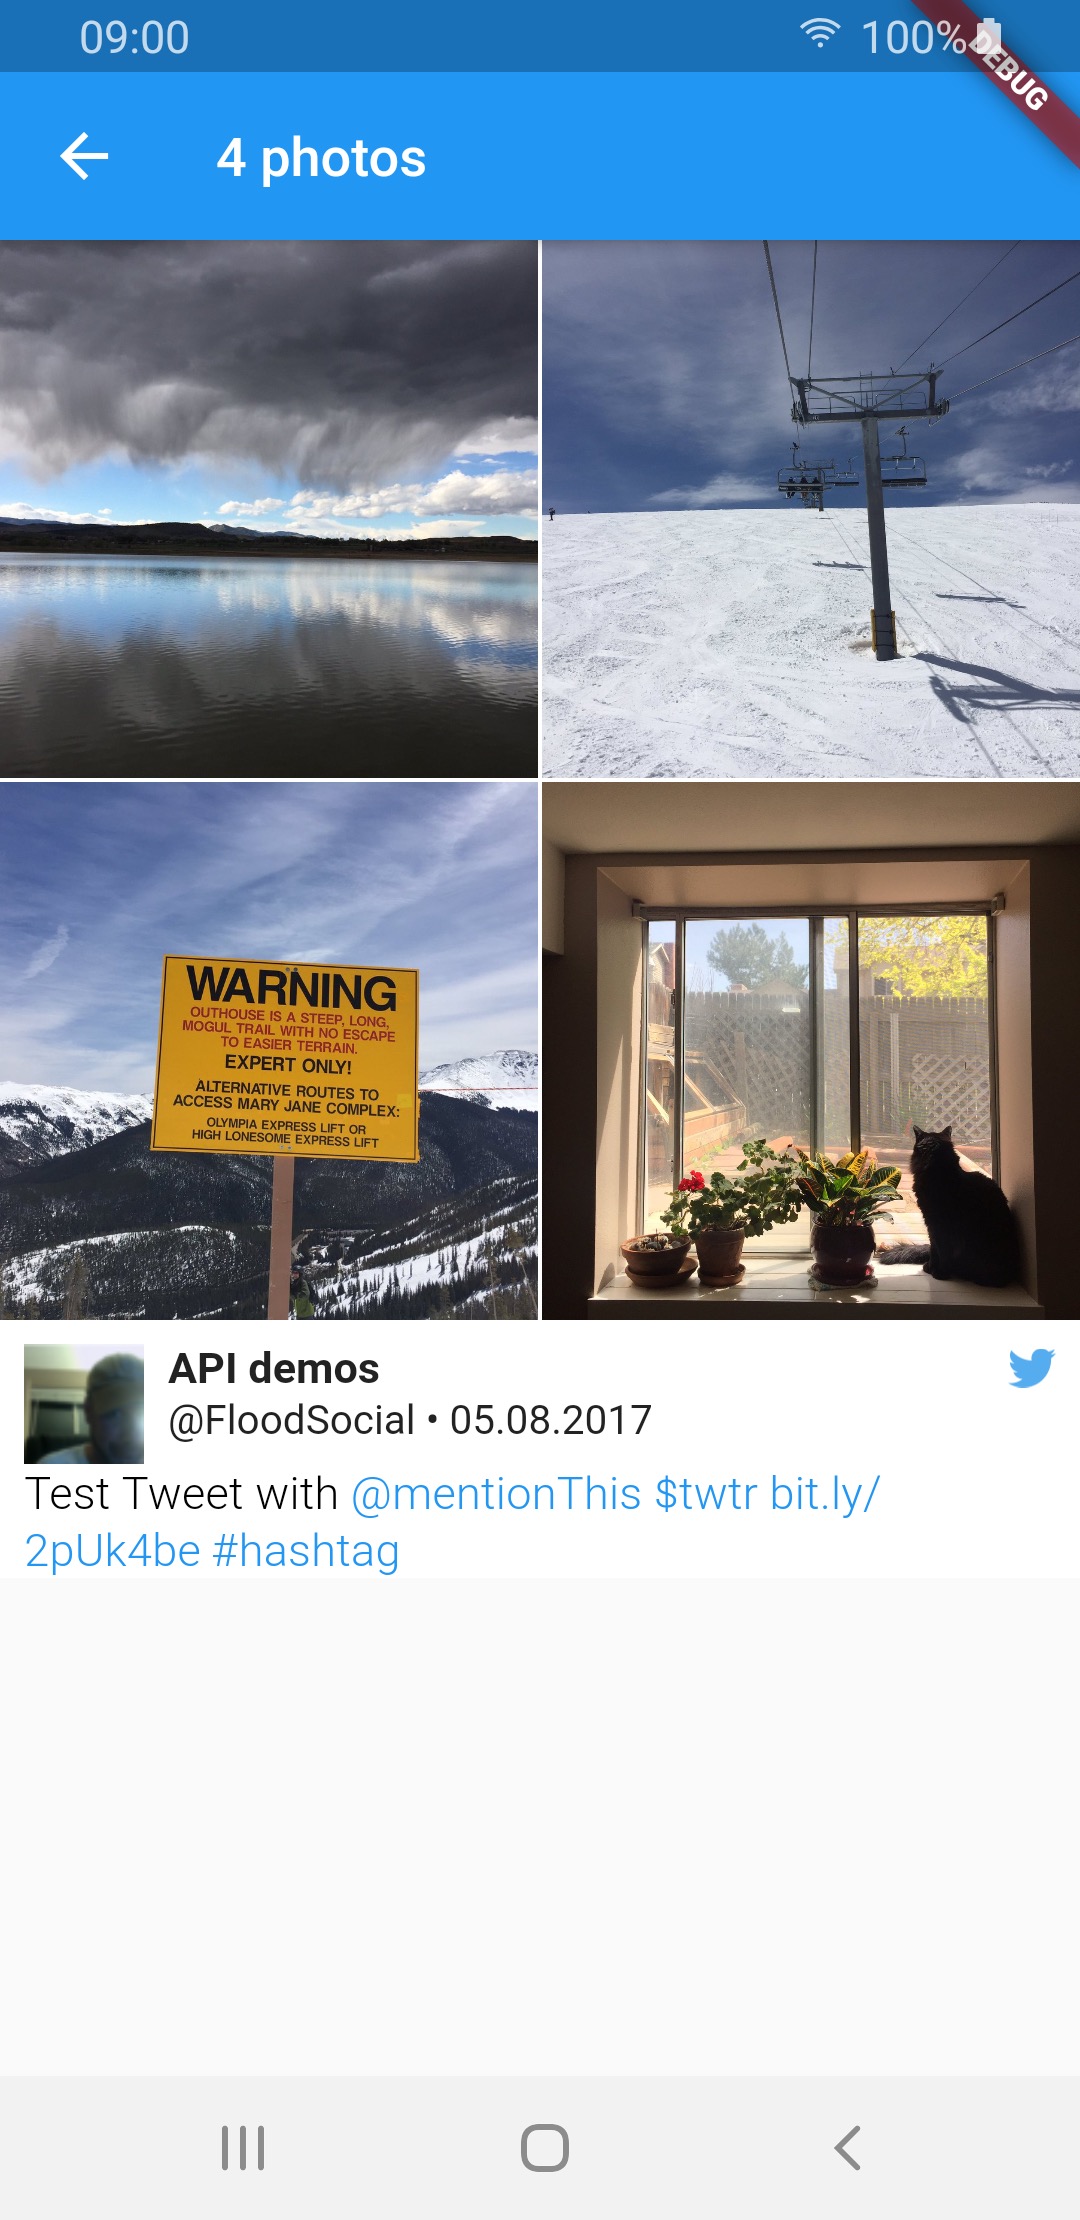 09:00
100%
DEBUG
4 photos
WARNING
OUTHOUSE IS A STEEP, LONG,
MOGUL TRAIL WITH NO ESCAPE
TO EASIER TERRAIN.
EXPERT ONLY!
ALTERNATIVE ROUTES TO
ACCESS MARY JANE COMPLEX:
OLYMPIA EXPRESS LIFT OR
HIGH LONESOME EXPRESS LIFT
API demos
@FloodSocial • 05.08.2017
Test Tweet with @mentionThis $twtr bit.ly/
2pUk4be #hashtag